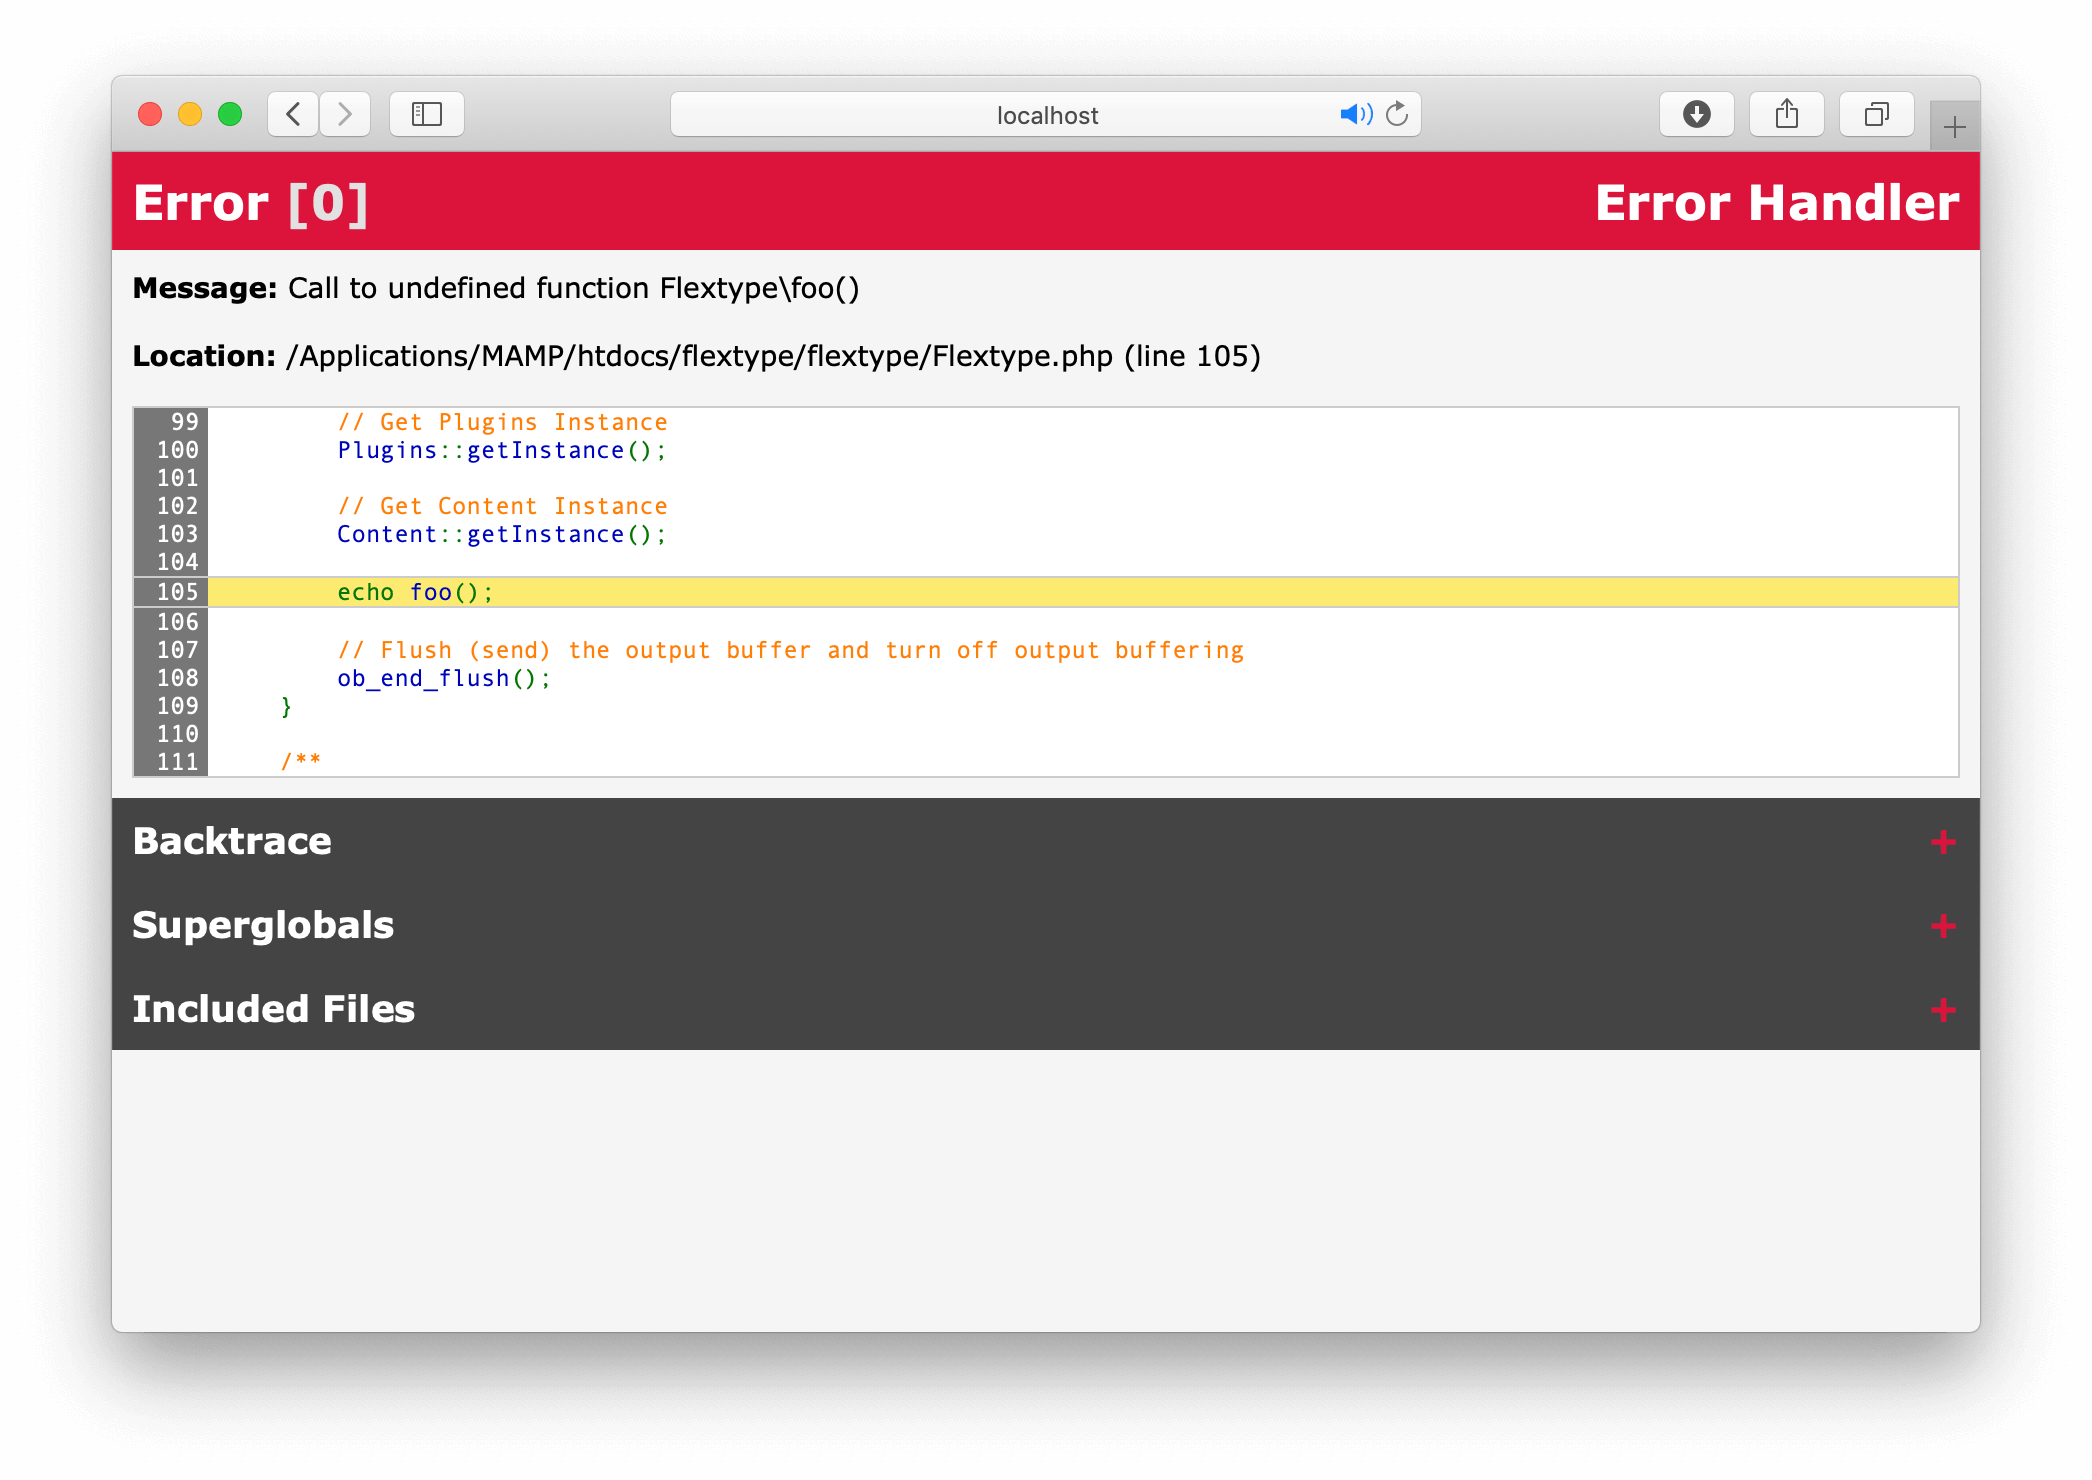 localhost
Error [0] Error Handler
Message: Call to undefined function Flextype\foo()
Location: /Applications/MAMP/htdocs/flextype/flextype/Flextype.php (line 105)
99 // Get Plugins Instance
100 Plugins::getInstance();
101
102 // Get Content Instance
103 Content::getInstance();
104
105 echo foo();
106
107 // Flush (send) the output buffer and turn off output buffering
108 ob_end_flush();
109 }
110
111 /**
Backtrace +
Superglobals +
Included Files +